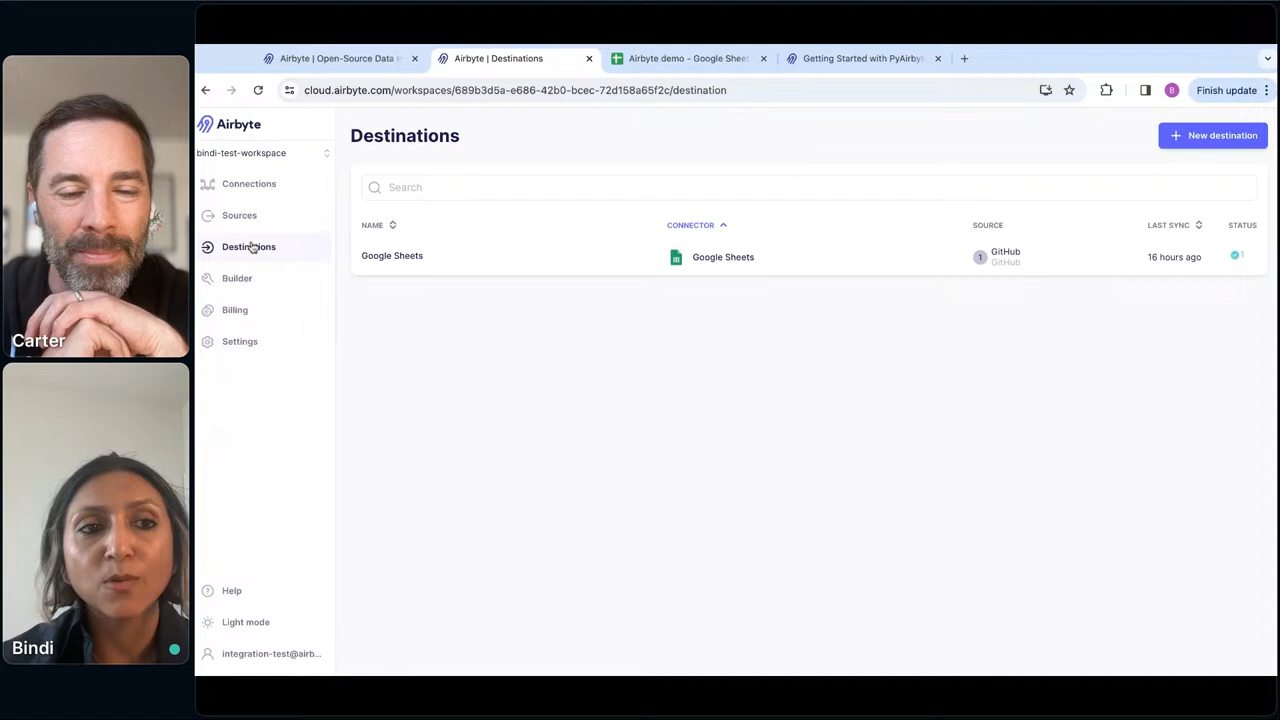 Airbyte | Open-Source Data I
Airbyte | Destinations
Airbyte demo - Google Sheet
Getting Started with PyAirbyt
cloud.airbyte.com/workspaces/689b3d5a-e686-42b0-bcec-72d158a65f2c/destination
B
Finish update
Airbyte
bindi-test-workspace
Connections
Sources
Destinations
Builder
Billing
Settings
Help
Light mode
integration-test@airb...
Destinations
+ New destination
Search
NAME
CONNECTOR
SOURCE
LAST SYNC
STATUS
Google Sheets
Google Sheets
1
GitHub
GitHub
16 hours ago
1
Carter
Bindi